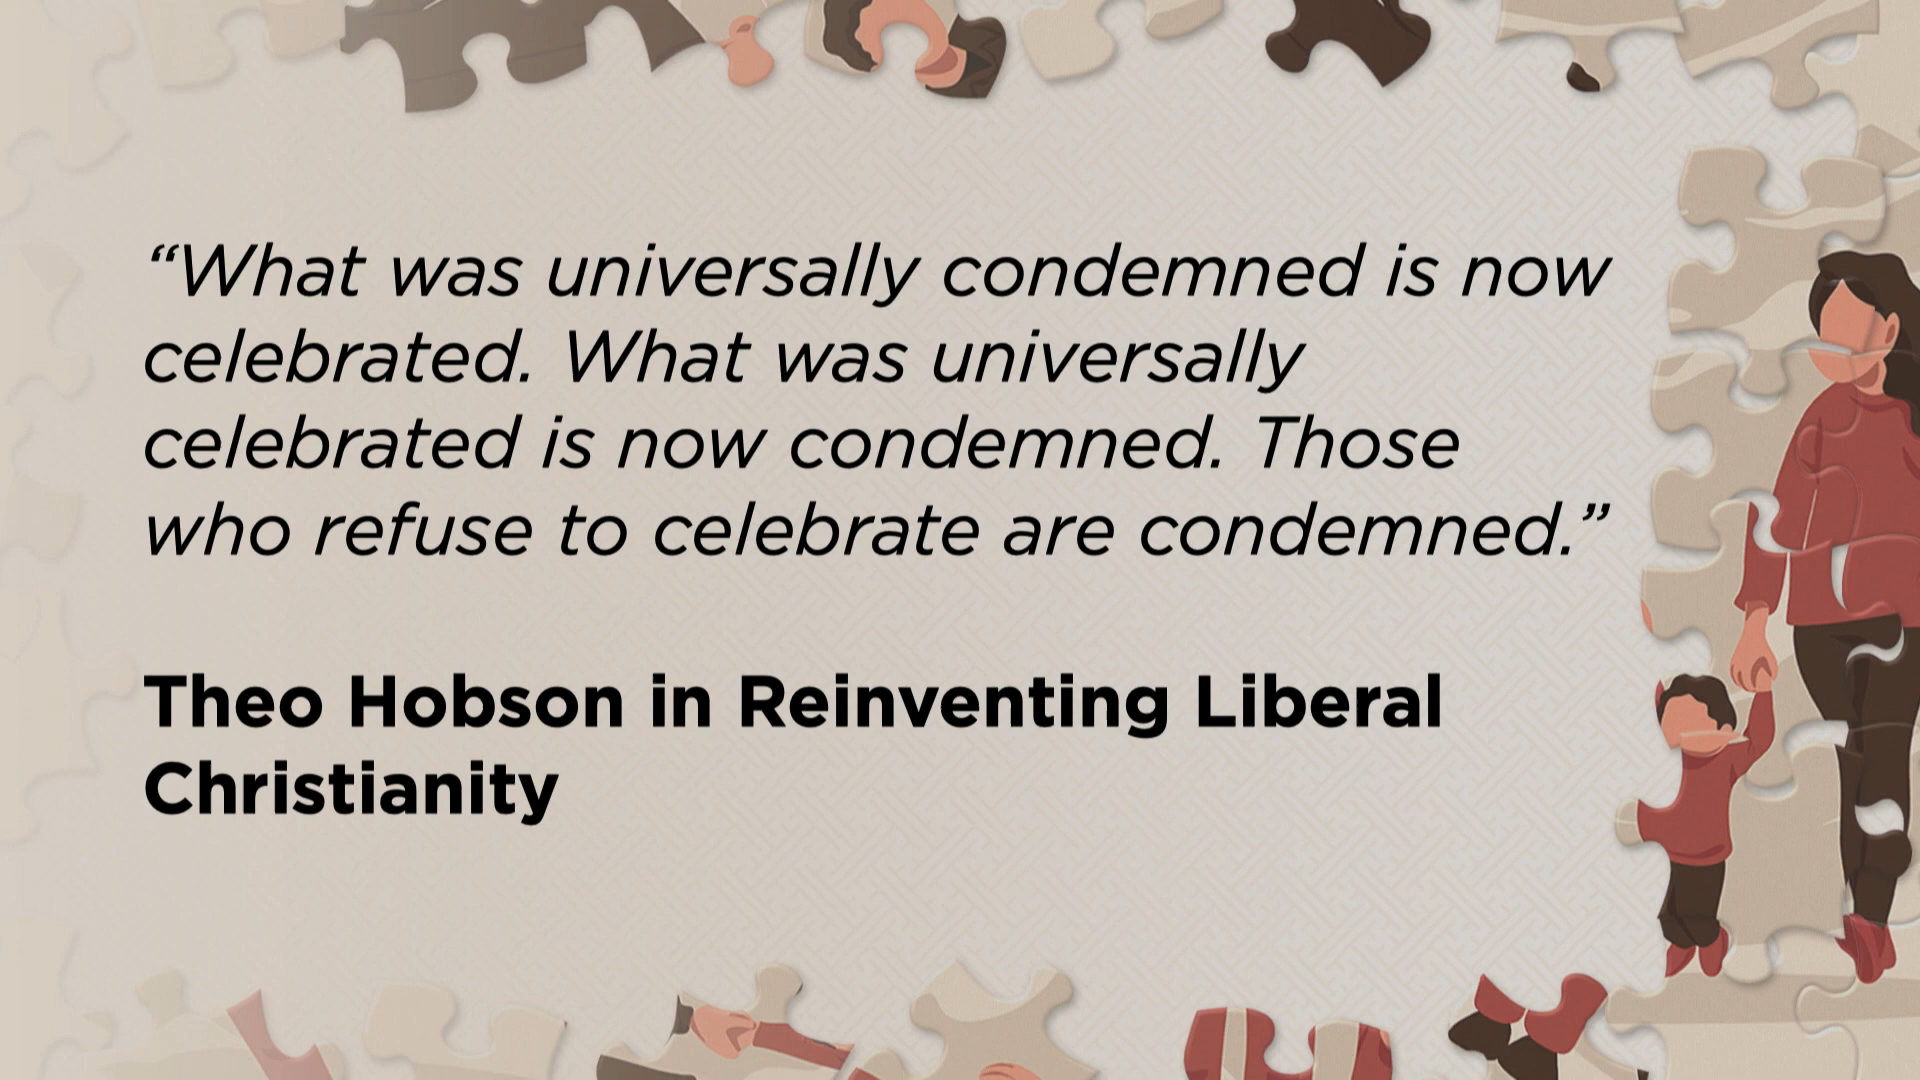 “What was universally condemned is now
celebrated. What was universally
celebrated is now condemned. Those
who refuse to celebrate are condemned.”
Theo Hobson in Reinventing Liberal
Christianity